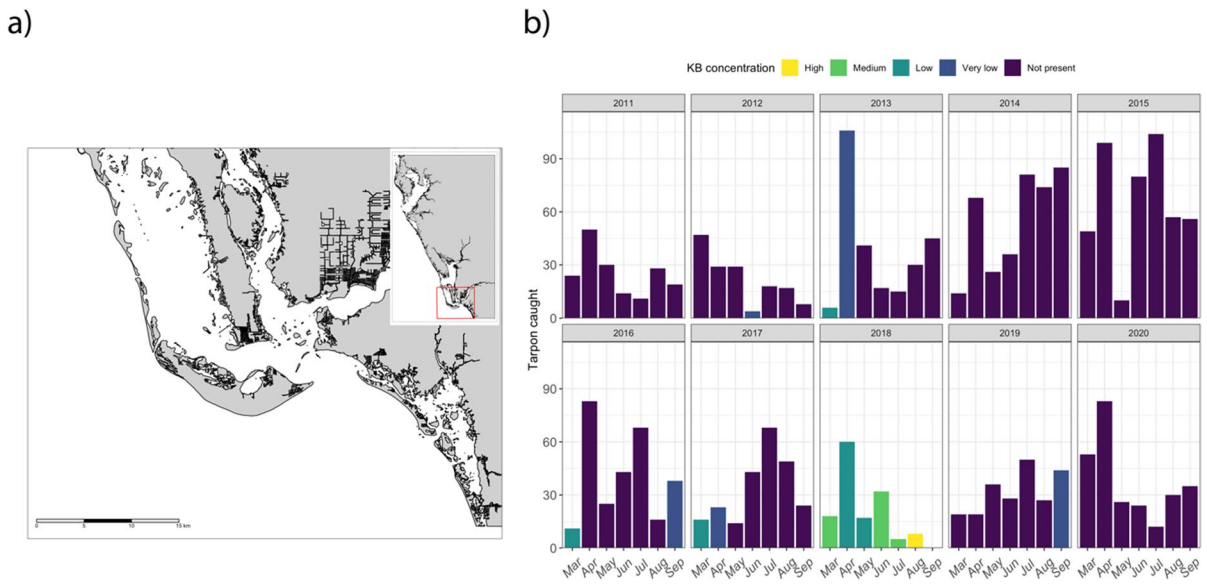 a)
b)
KB concentration High Medium Low Very low Not present
2011 2012 2013 2014 2015
Tarpon caught
90
60
30
0
2016 2017 2018 2019 2020
90
60
30
0
0 5 10 15 km
Mar Apr May Jun Jul Aug Sep Mar Apr May Jun Jul Aug Sep Mar Apr May Jun Jul Aug Sep Mar Apr May Jun Jul Aug Sep Mar Apr May Jun Jul Aug Sep